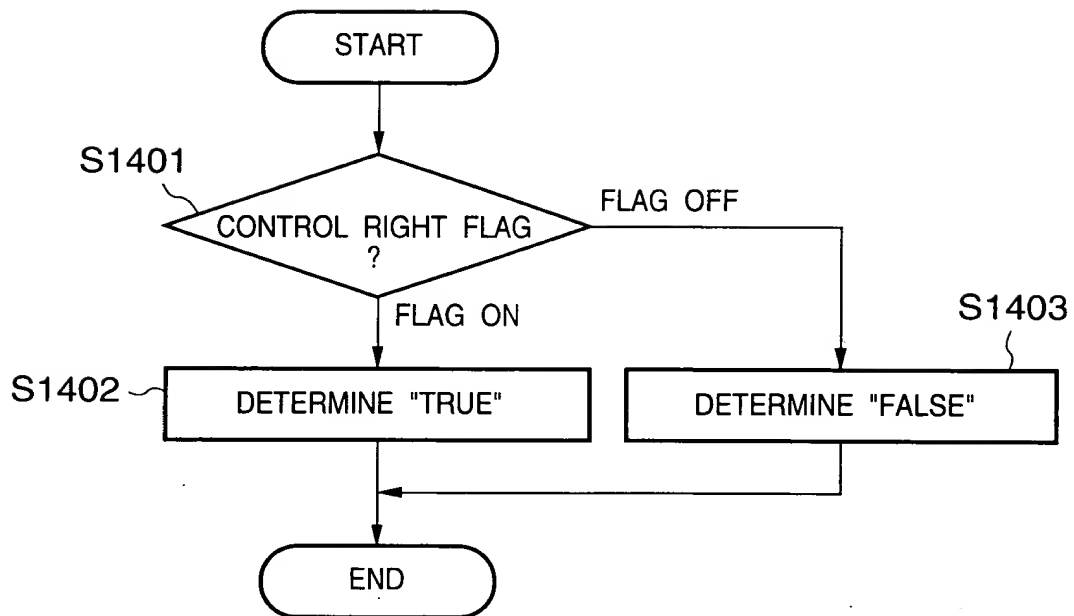 START
S1401
CONTROL RIGHT FLAG
?
FLAG OFF
FLAG ON
S1403
S1402
DETERMINE "TRUE"
DETERMINE "FALSE"
END